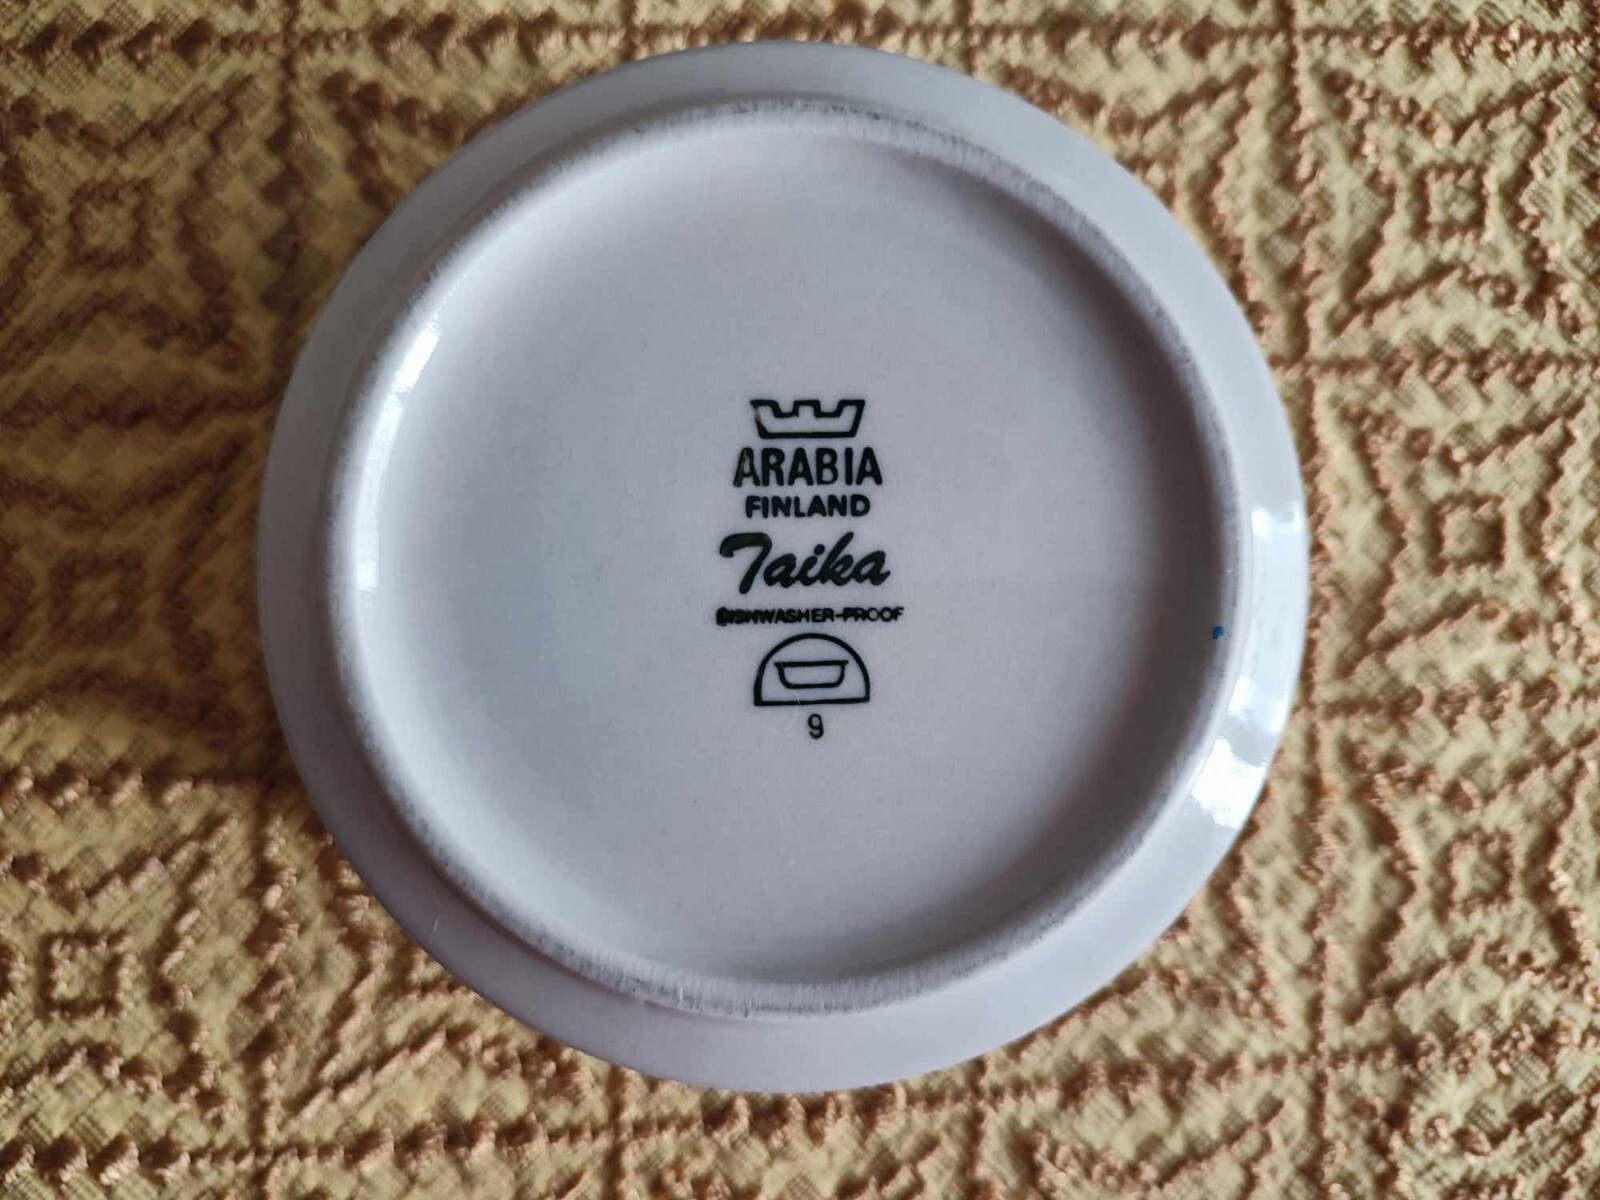 ARABIA
FINLAND
Taika
DISHWASHER-PROOF
9